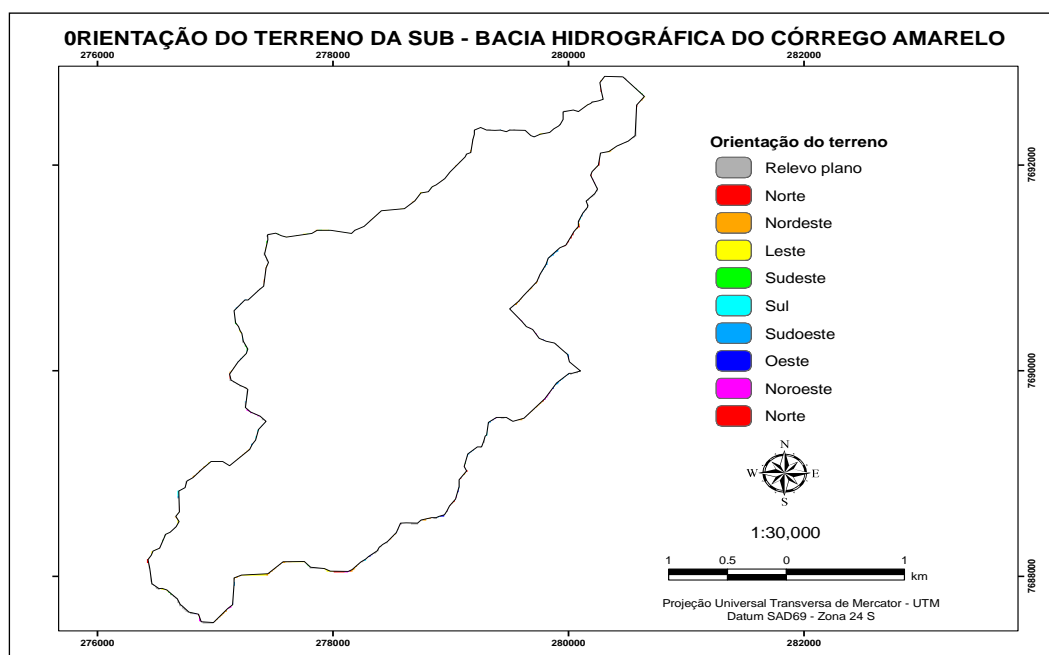 0RIENTAÇÃO DO TERRENO DA SUB - BACIA HIDROGRÁFICA DO CÓRREGO AMARELO
276000 278000 280000 282000
Orientação do terreno
Relevo plano
Norte
Nordeste
Leste
Sudeste
Sul
Sudoeste
Oeste
Noroeste
Norte
7692000
7690000
7688000
N
W E
S
1:30,000
1 0.5 0 1
km
Projeção Universal Transversa de Mercator - UTM
Datum SAD69 - Zona 24 S
276000 278000 280000 282000